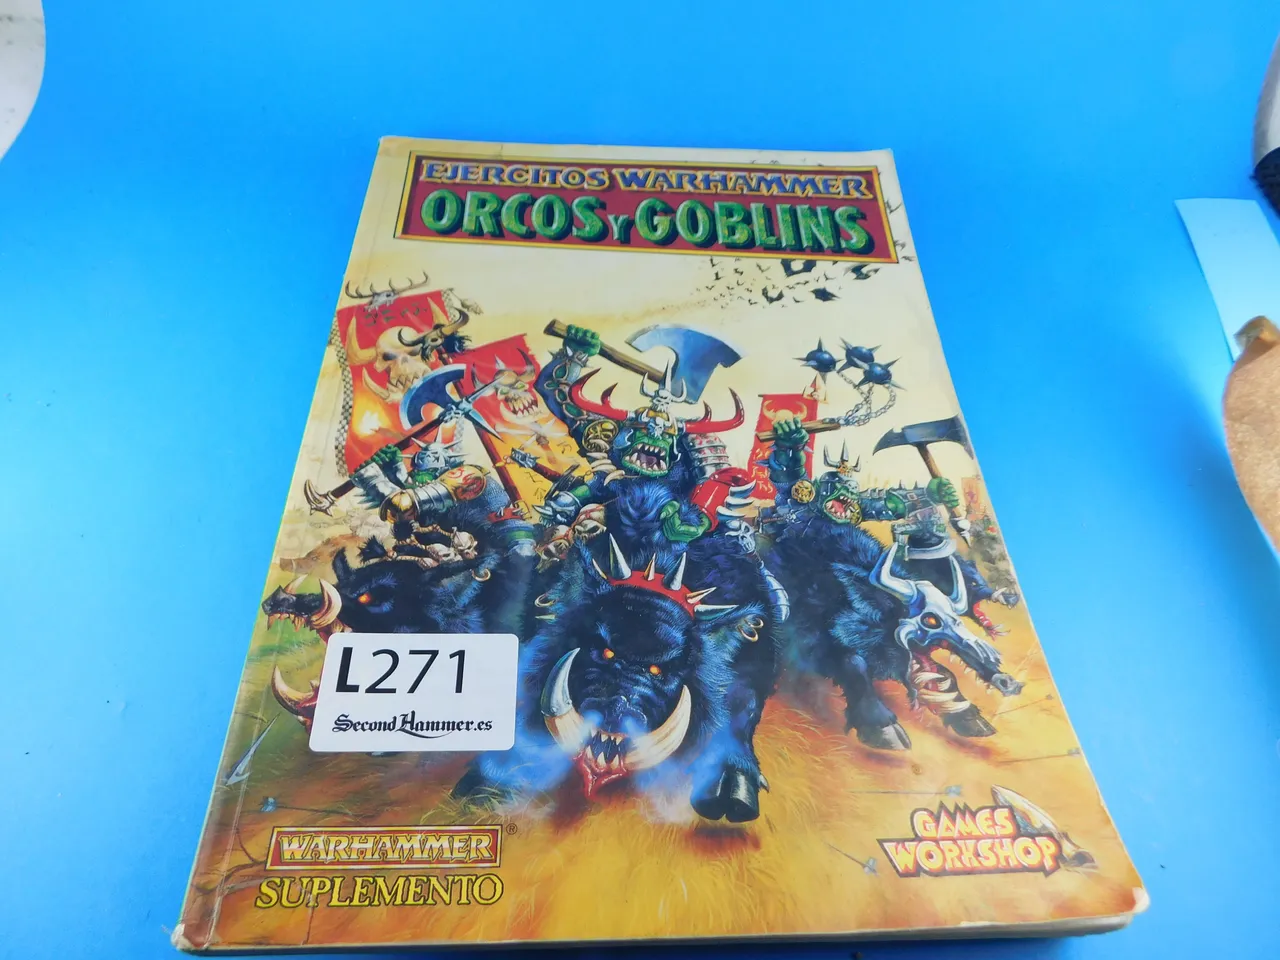 EJERCITOS WARHAMMER
ORCOS Y GOBLINS
L271
SecondHammer.es
WARHAMMER®
SUPLEMENTO
GAMES
WORKSHOP